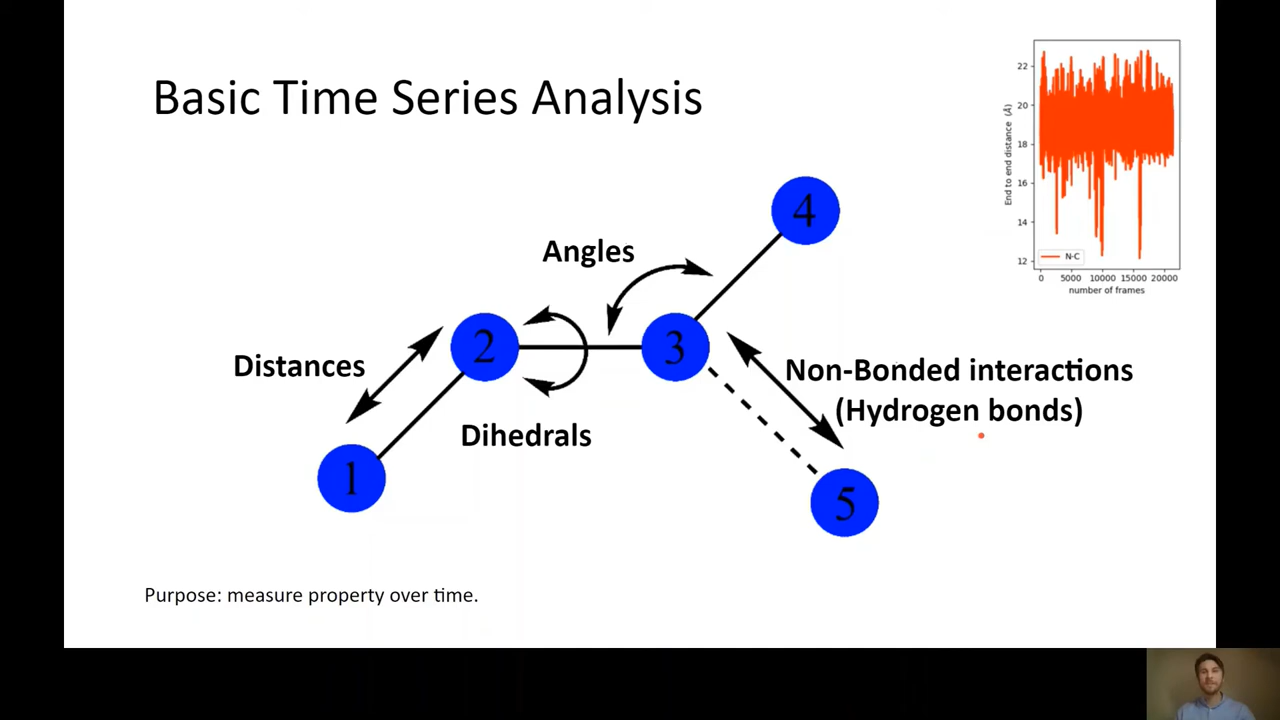 Basic Time Series Analysis
22
20
18
16
14
12
End to end distance (Å)
N-C
0 5000 10000 15000 20000
number of frames
4
Angles
2
3
Distances
Dihedrals
Non-Bonded interactions
(Hydrogen bonds)
1
5
Purpose: measure property over time.